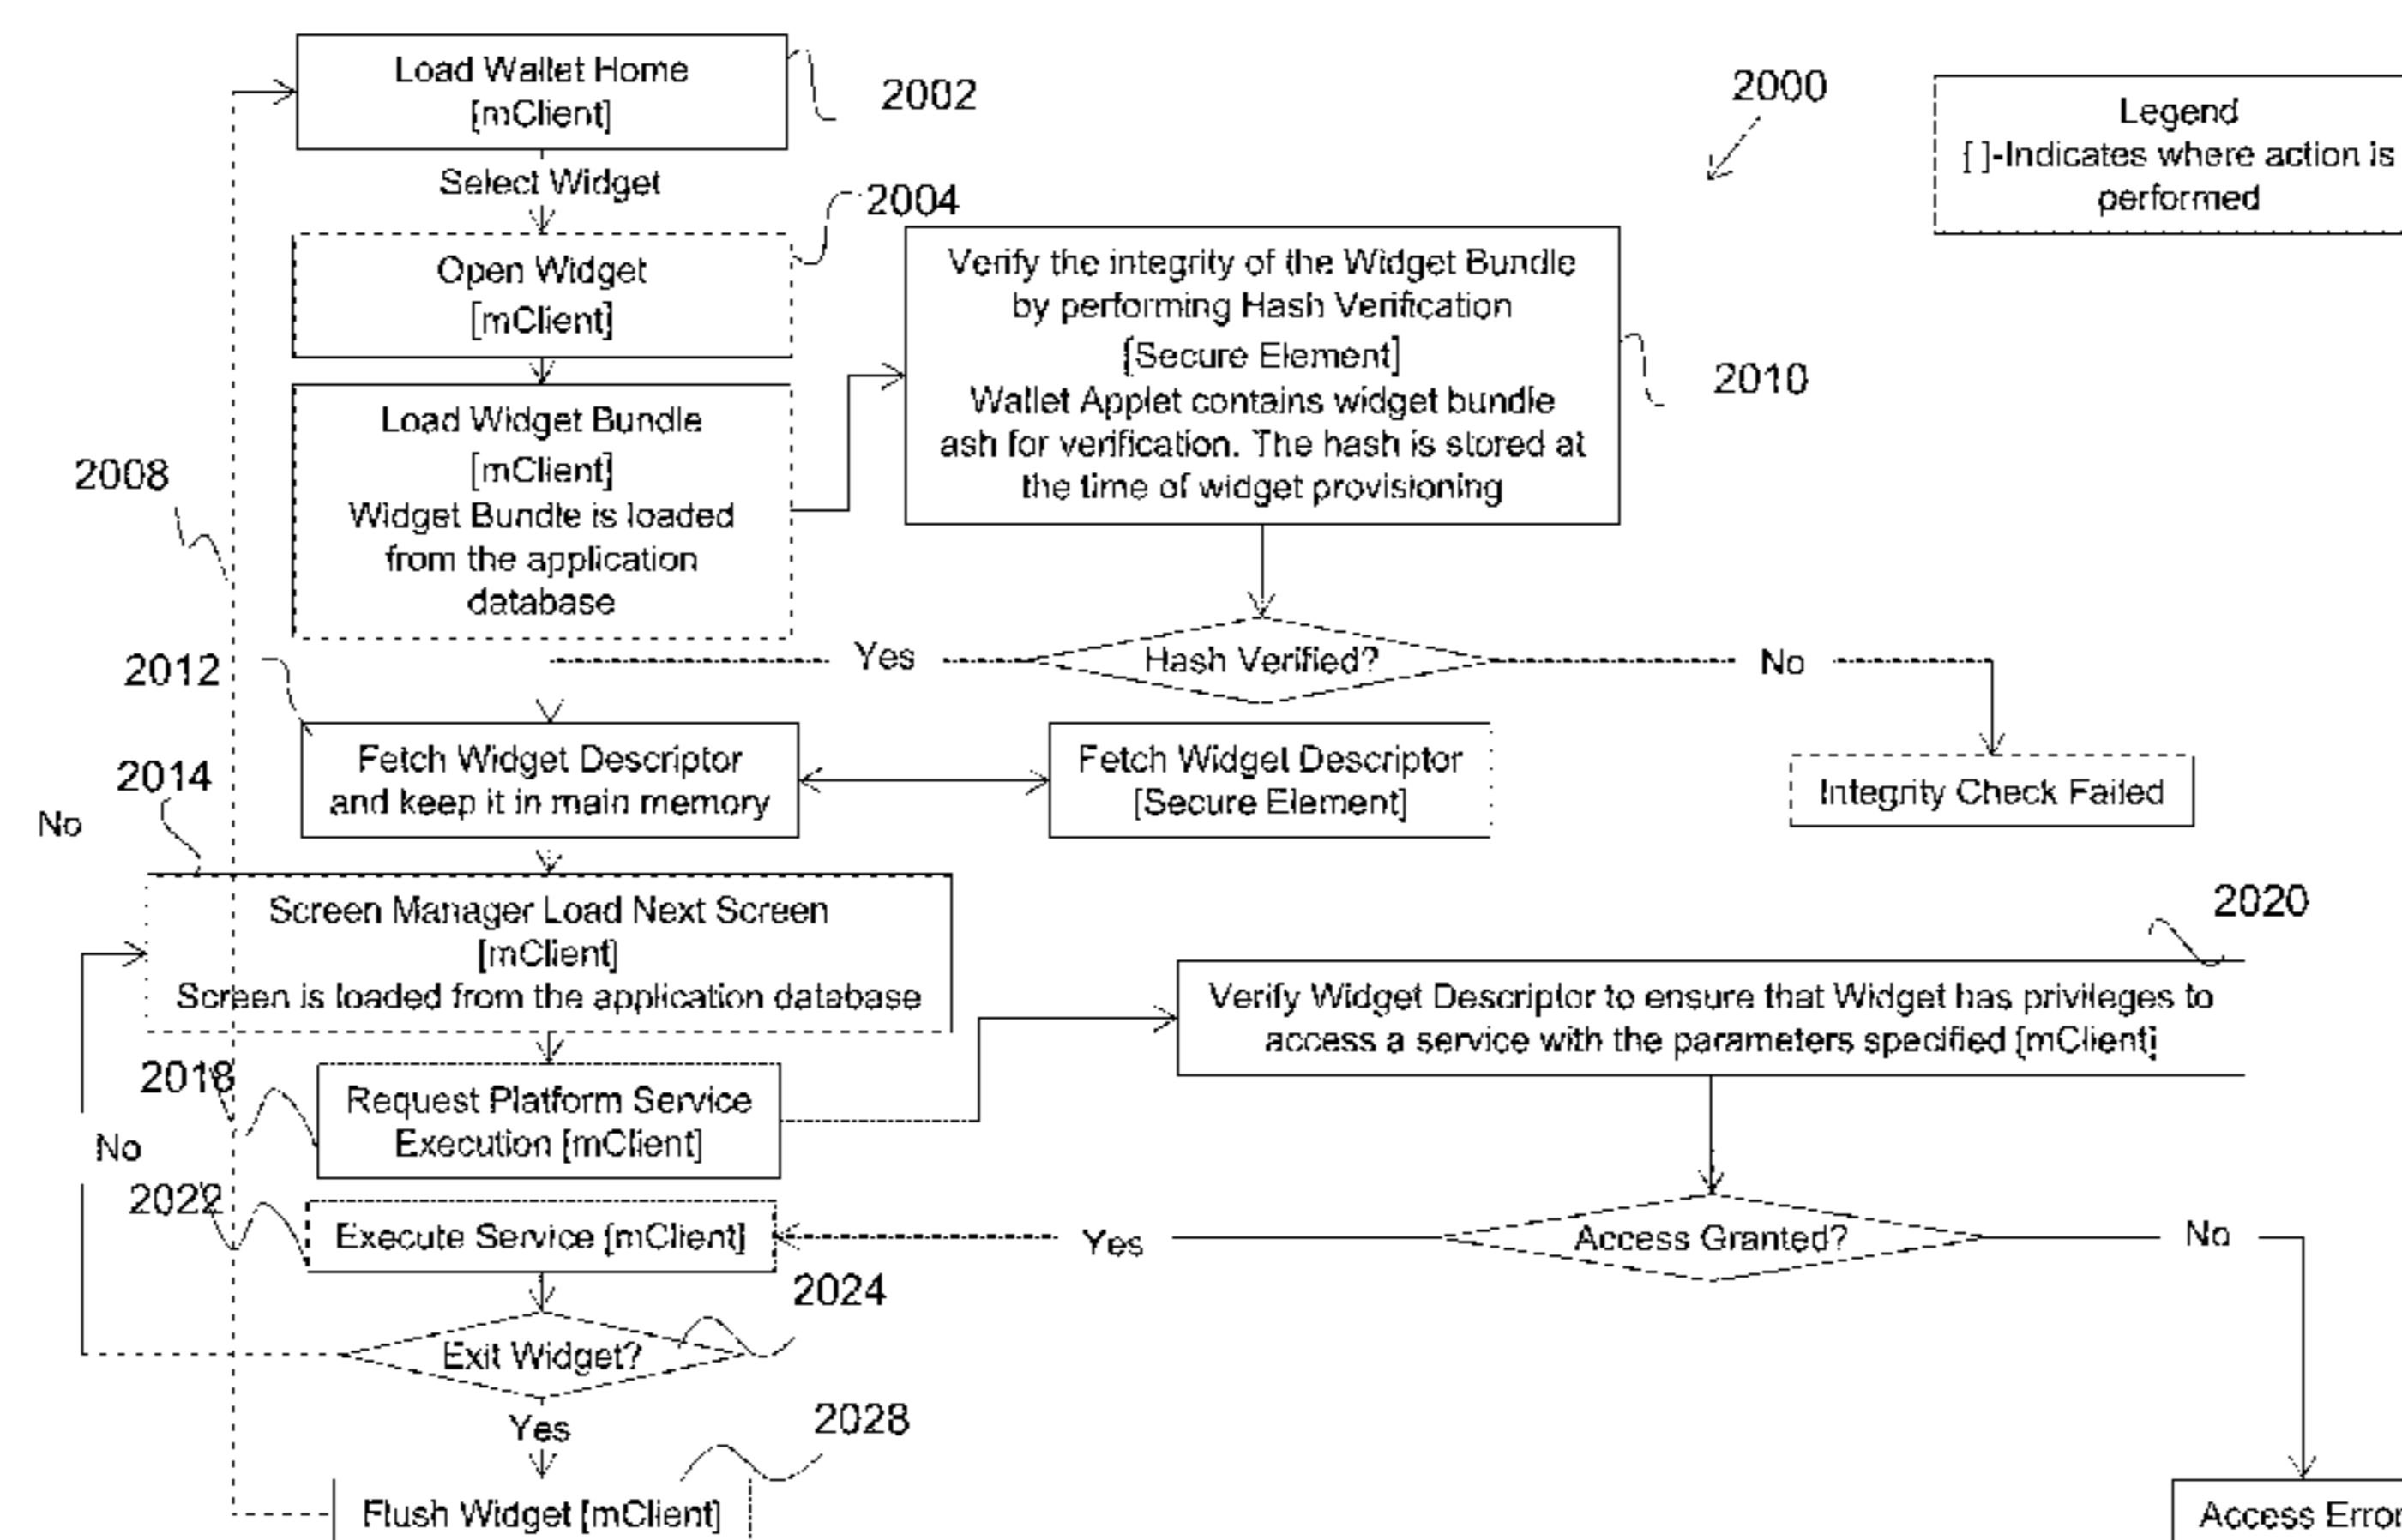 Load Wallet Home
[mClient]
2002
2000
Legend
[ ]-Indicates where action is
performed
Select Widget
2004
Open Widget
[mClient]
Verify the integrity of the Widget Bundle
by performing Hash Verification
[Secure Element]
Wallet Applet contains widget bundle
ash for verification. The hash is stored at
the time of widget provisioning
2010
Load Widget Bundle
[mClient]
Widget Bundle is loaded
from the application
database
2008
Yes
Hash Verified?
No
2012
Fetch Widget Descriptor
and keep it in main memory
Fetch Widget Descriptor
[Secure Element]
Integrity Check Failed
2014
No
Screen Manager Load Next Screen
[mClient]
Screen is loaded from the application database
2020
Verify Widget Descriptor to ensure that Widget has privileges to
access a service with the parameters specified [mClient]
2018
Request Platform Service
Execution [mClient]
No
2022
Execute Service [mClient]
Yes
Access Granted?
No
2024
Exit Widget?
Yes
2028
Flush Widget [mClient]
Access Error